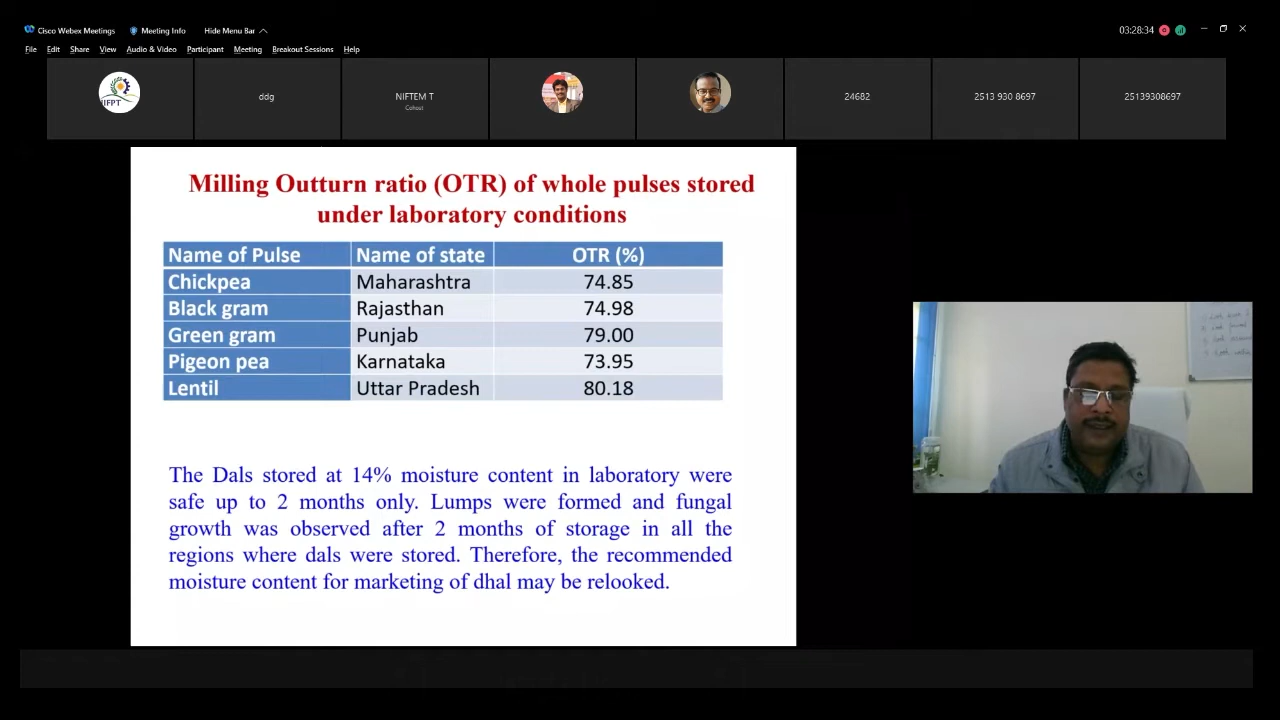 Cisco Webex Meetings Meeting Info Hide Menu Bar 03:28:34
File Edit Share View Audio & Video Participant Meeting Breakout Sessions Help
ddg NIFTEM T 24682 2513 930 8697 25139308697
Cohost
Milling Outturn ratio (OTR) of whole pulses stored
under laboratory conditions
Name of Pulse Name of state OTR (%)
Chickpea Maharashtra 74.85
Black gram Rajasthan 74.98
Green gram Punjab 79.00
Pigeon pea Karnataka 73.95
Lentil Uttar Pradesh 80.18
The Dals stored at 14% moisture content in laboratory were
safe up to 2 months only. Lumps were formed and fungal
growth was observed after 2 months of storage in all the
regions where dals were stored. Therefore, the recommended
moisture content for marketing of dhal may be relooked.